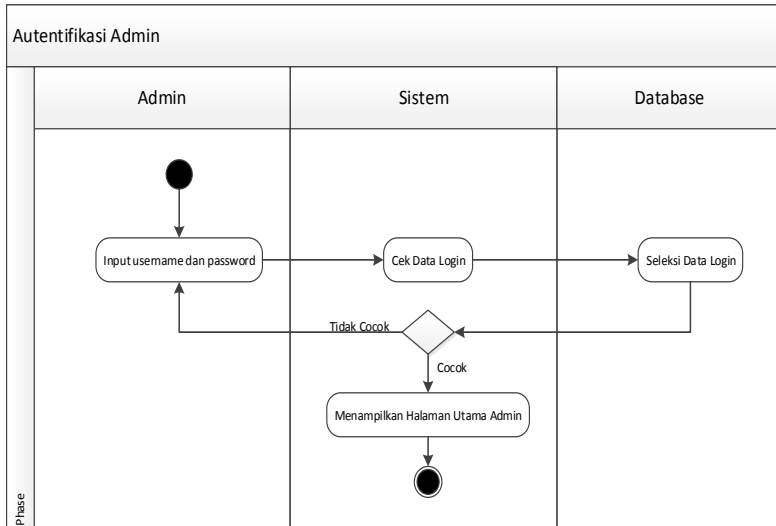 Autentifikasi Admin
Admin
Sistem
Database
Input username dan password
Cek Data Login
Seleksi Data Login
Tidak Cocok
Cocok
Menampilkan Halaman Utama Admin
Phase